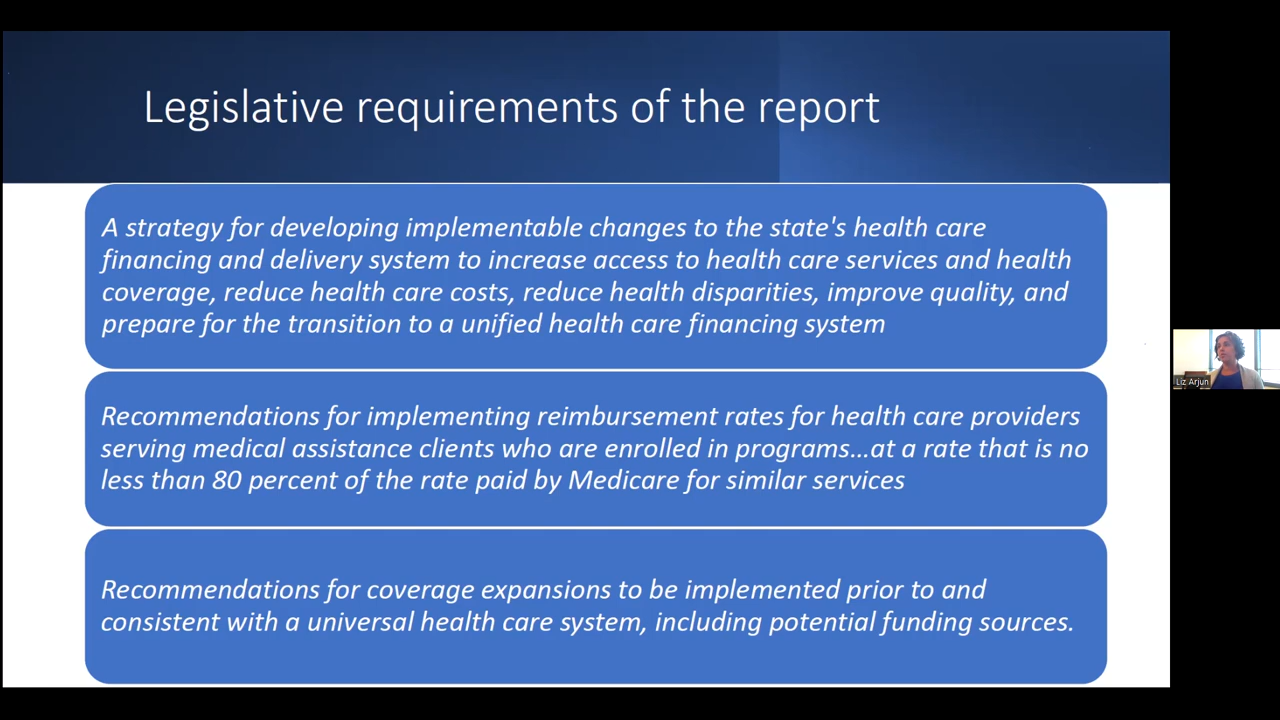 Legislative requirements of the report
A strategy for developing implementable changes to the state's health care
financing and delivery system to increase access to health care services and health
coverage, reduce health care costs, reduce health disparities, improve quality, and
prepare for the transition to a unified health care financing system
Recommendations for implementing reimbursement rates for health care providers
serving medical assistance clients who are enrolled in programs…at a rate that is no
less than 80 percent of the rate paid by Medicare for similar services
Recommendations for coverage expansions to be implemented prior to and
consistent with a universal health care system, including potential funding sources.
Liz Arjun